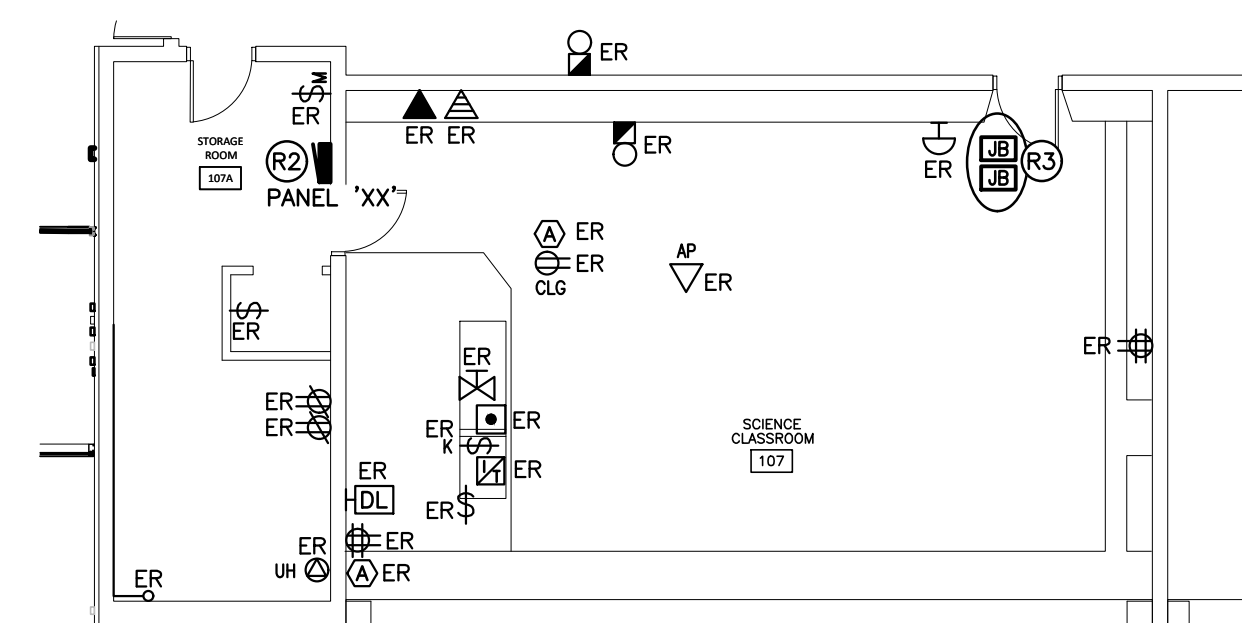 ER
M
$
ER
ER
ER
STORAGE
ROOM
107A
R2
PANEL 'XX'
ER
ER
JB
JB
R3
A
ER
ER
CLG
AP
ER
$
ER
ER
ER
ER
ER
ER
ER
K
$
SCIENCE
CLASSROOM
107
I/T
ER
ER
DL
ER
$
ER
ER
UH
A
ER
ER